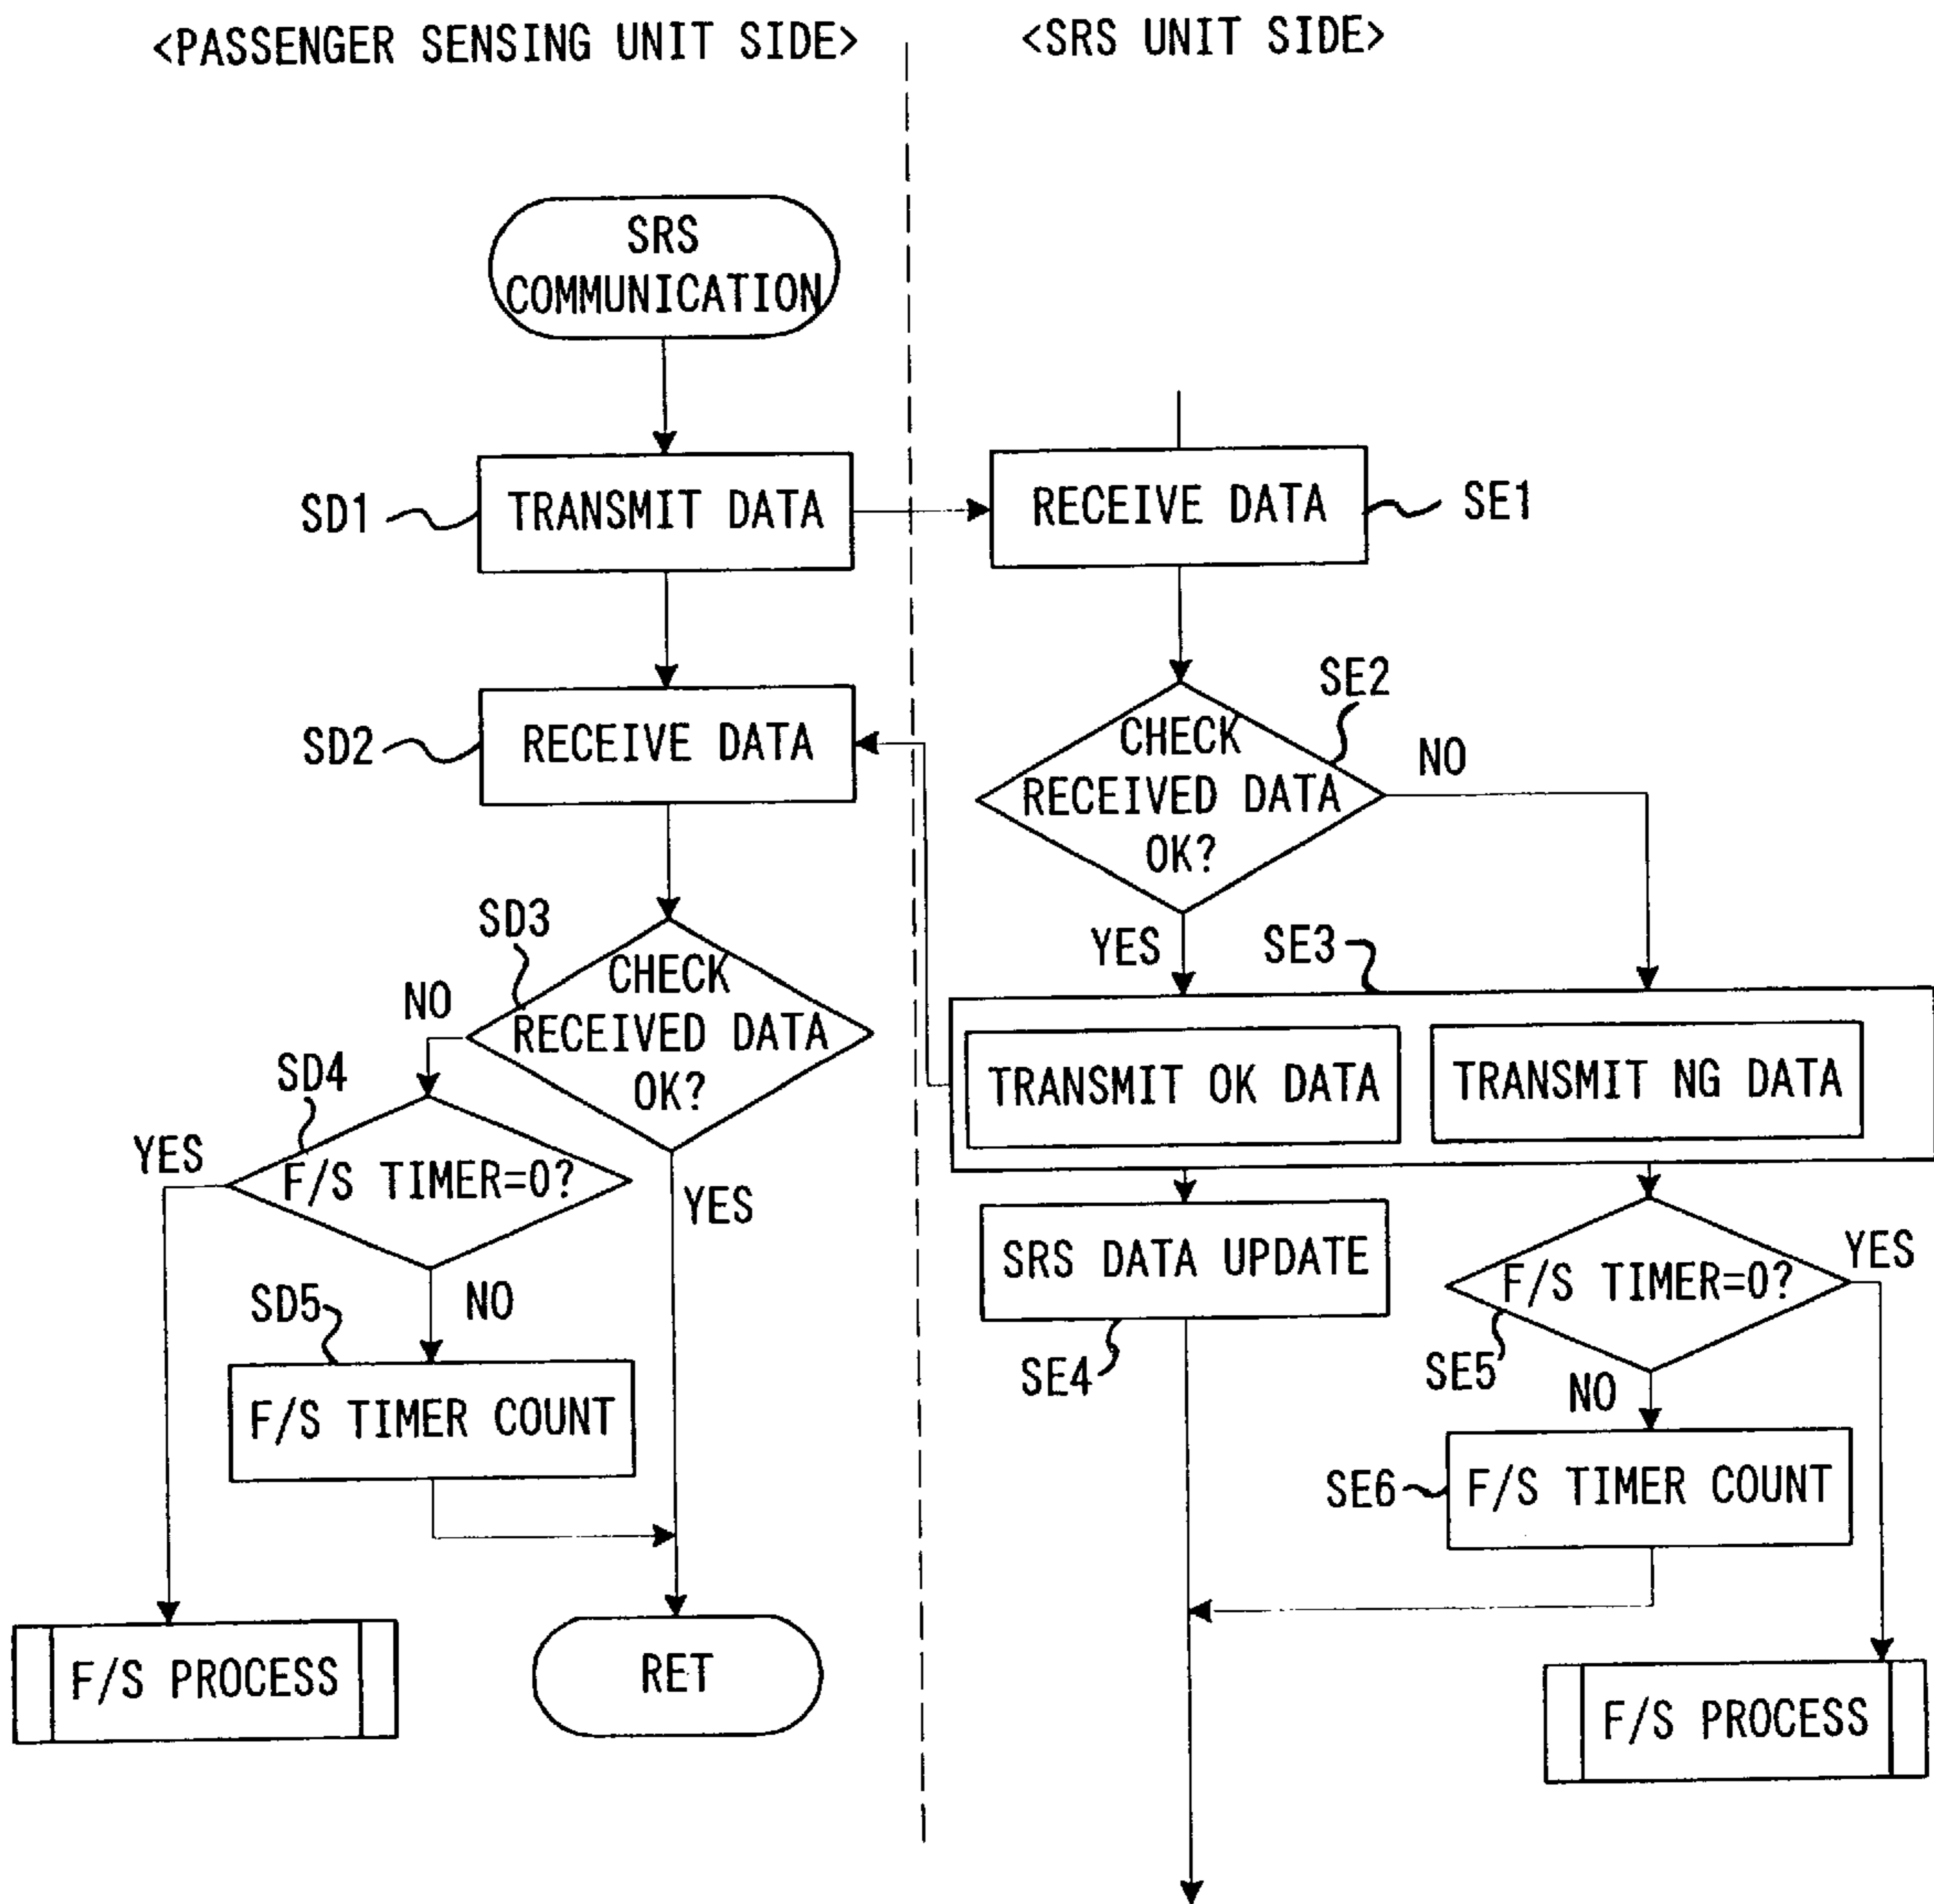 <PASSENGER SENSING UNIT SIDE>
<SRS UNIT SIDE>
SRS
COMMUNICATION
SD1
TRANSMIT DATA
RECEIVE DATA
SE1
SD2
RECEIVE DATA
SE2
CHECK
RECEIVED DATA
OK?
NO
YES
SD3
CHECK
RECEIVED DATA
OK?
NO
YES
SE3
TRANSMIT OK DATA
TRANSMIT NG DATA
SD4
F/S TIMER=0?
YES
NO
SD5
F/S TIMER COUNT
SRS DATA UPDATE
SE4
F/S TIMER=0?
YES
SE5
NO
SE6
F/S TIMER COUNT
F/S PROCESS
RET
F/S PROCESS